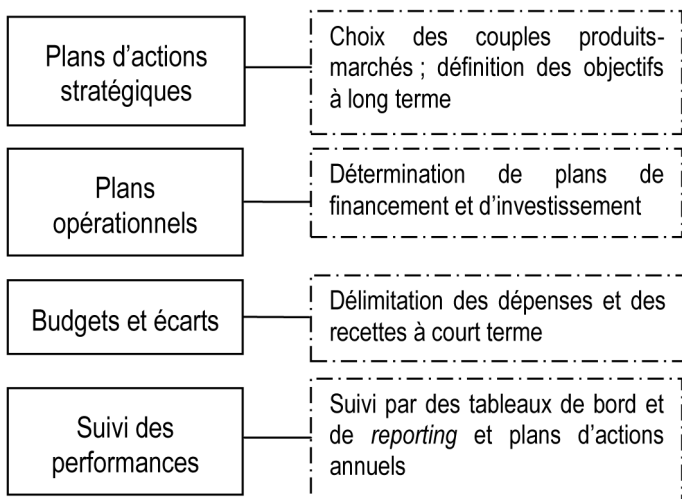 Plans d’actions
stratégiques
Choix des couples produits-
marchés ; définition des objectifs
à long terme
Plans
opérationnels
Détermination de plans de
financement et d’investissement
Budgets et écarts
Délimitation des dépenses et des
recettes à court terme
Suivi des
performances
Suivi par des tableaux de bord et
de reporting et plans d’actions
annuels